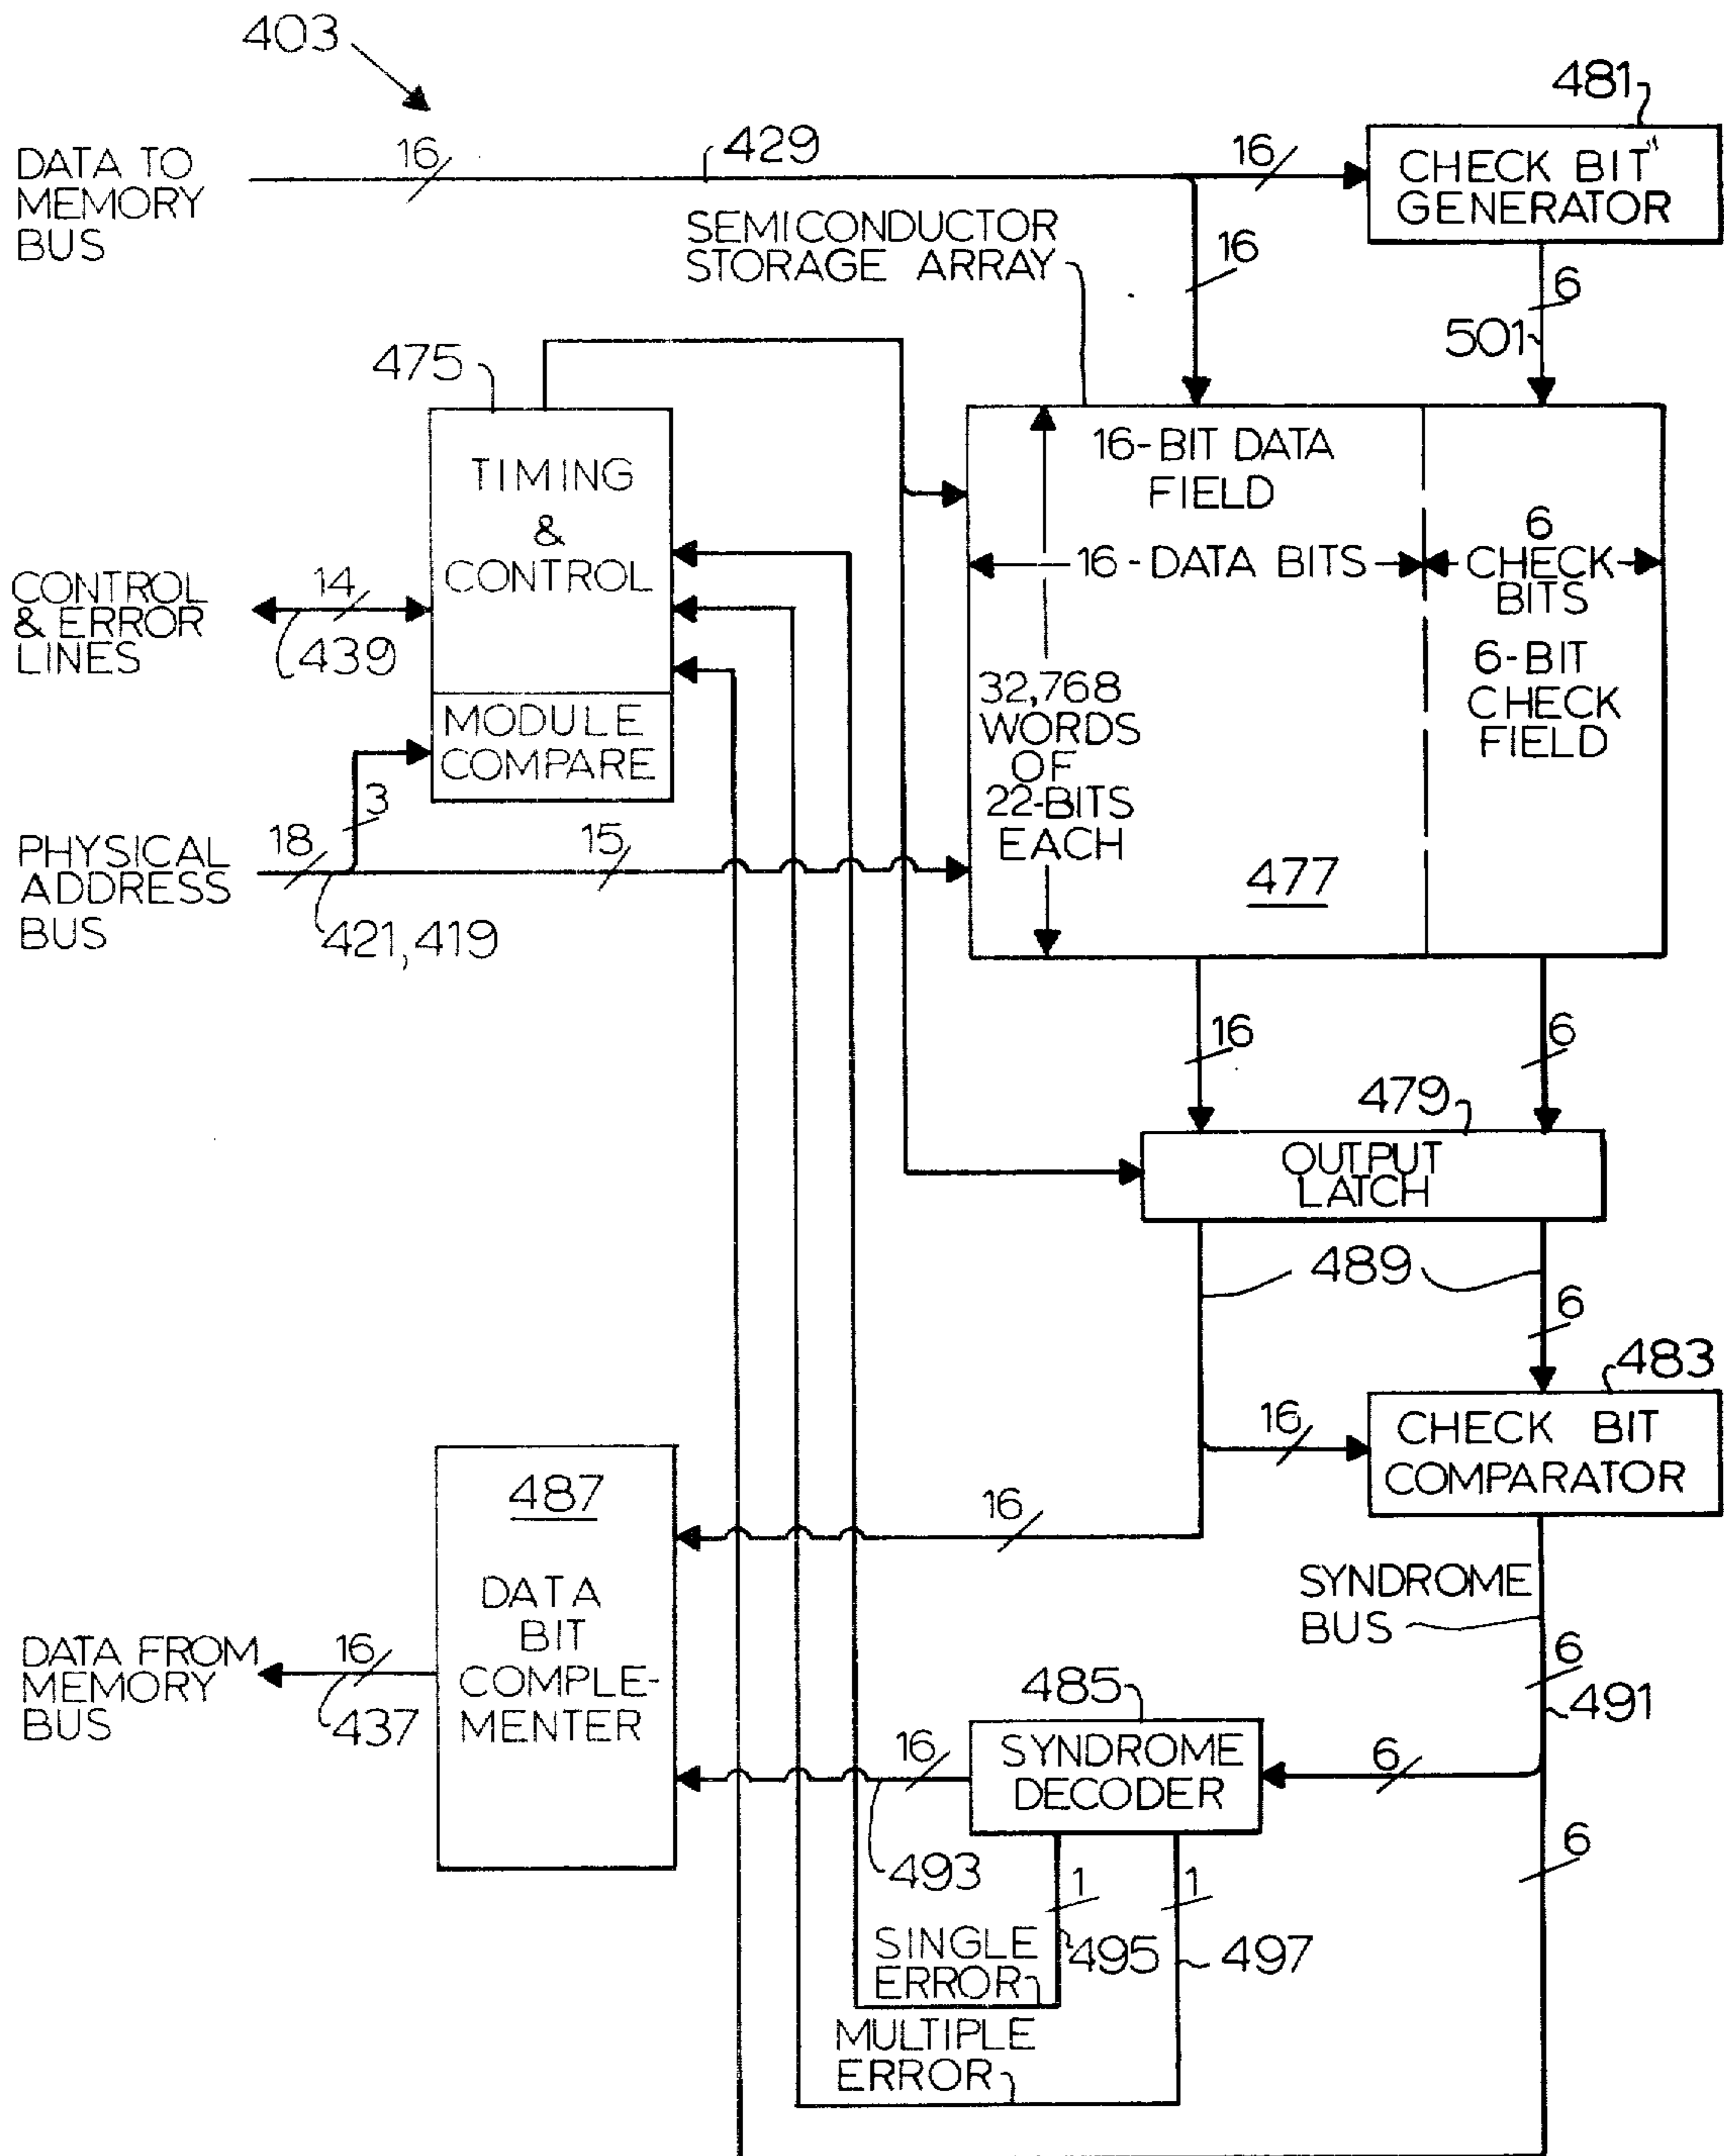 403
481
DATA TO
MEMORY
BUS
16
429
16
CHECK BIT"
GENERATOR
SEMICONDUCTOR
STORAGE ARRAY
16
6
501
475
TIMING
&
CONTROL
16-BIT DATA
FIELD
16-DATA BITS
6
CHECK
BITS
CONTROL
& ERROR
LINES
14
439
MODULE
COMPARE
32,768
WORDS
OF
22-BITS
EACH
6-BIT
CHECK
FIELD
3
PHYSICAL
ADDRESS
BUS
18
15
421,419
477
16
6
479
OUTPUT
LATCH
489
6
483
16
CHECK BIT
COMPARATOR
487
16
DATA
BIT
COMPLE-
MENTER
SYNDROME
BUS
DATA FROM
MEMORY
BUS
16
437
6
491
485
16
SYNDROME
DECODER
6
493
6
1
1
SINGLE
ERROR
495
497
MULTIPLE
ERROR